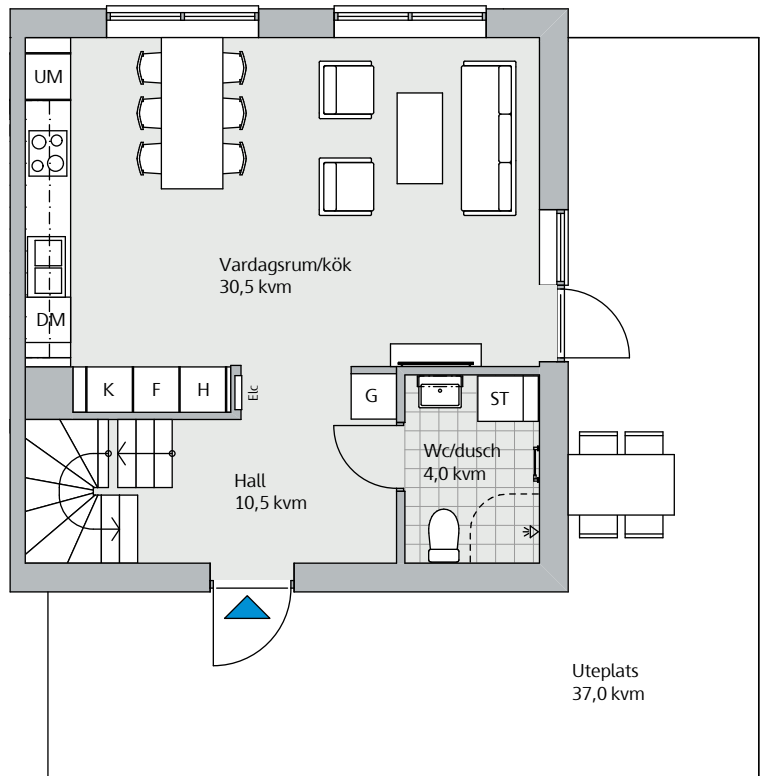 UM
Vardagsrum/kök
30,5 kvm
DM
K
F
H
Elc
G
ST
Wc/dusch
4,0 kvm
Hall
10,5 kvm
Uteplats
37,0 kvm